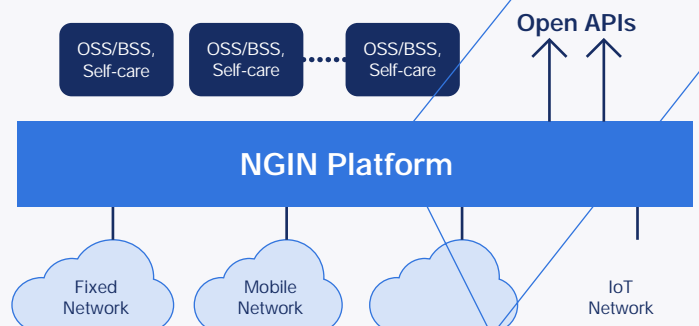 Open APIs
OSS/BSS,
Self-care
OSS/BSS,
Self-care
OSS/BSS,
Self-care
NGIN Platform
Fixed
Network
Mobile
Network
IoT
Network